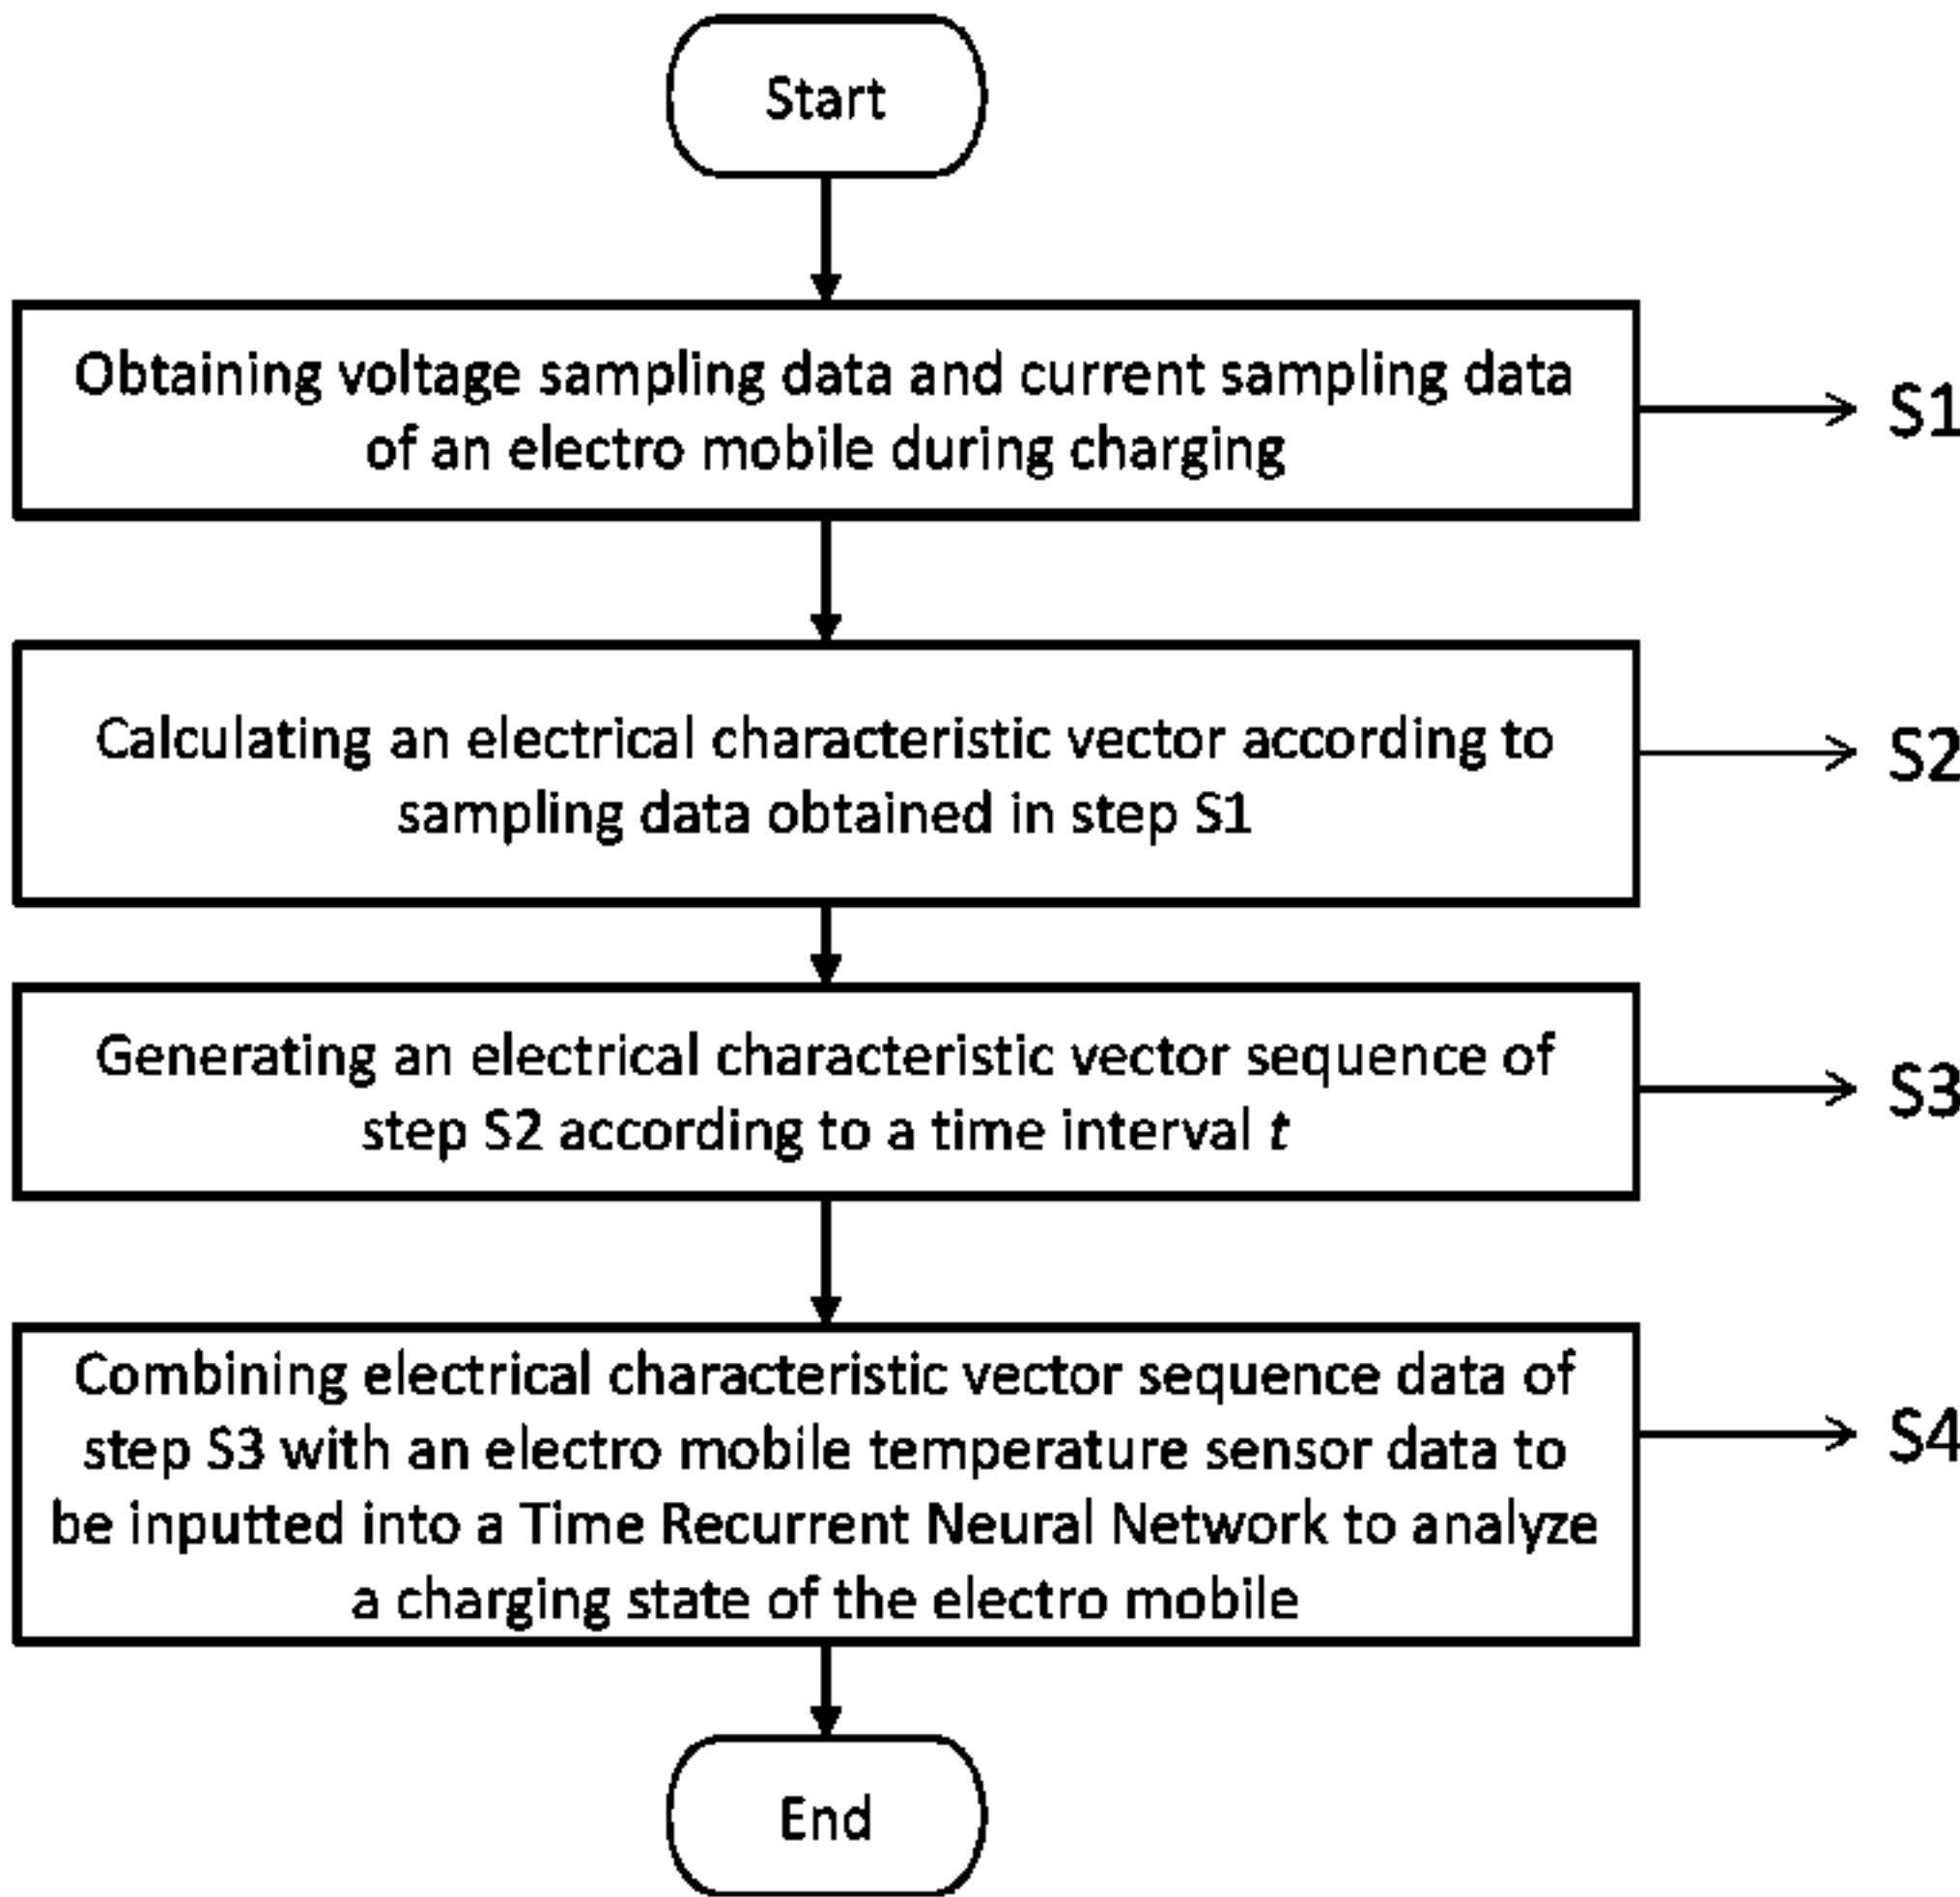 Start
Obtaining voltage sampling data and current sampling data
of an electro mobile during charging
S1
Calculating an electrical characteristic vector according to
sampling data obtained in step S1
S2
Generating an electrical characteristic vector sequence of
step S2 according to a time interval t
S3
Combining electrical characteristic vector sequence data of
step S3 with an electro mobile temperature sensor data to
be inputted into a Time Recurrent Neural Network to analyze
a charging state of the electro mobile
S4
End